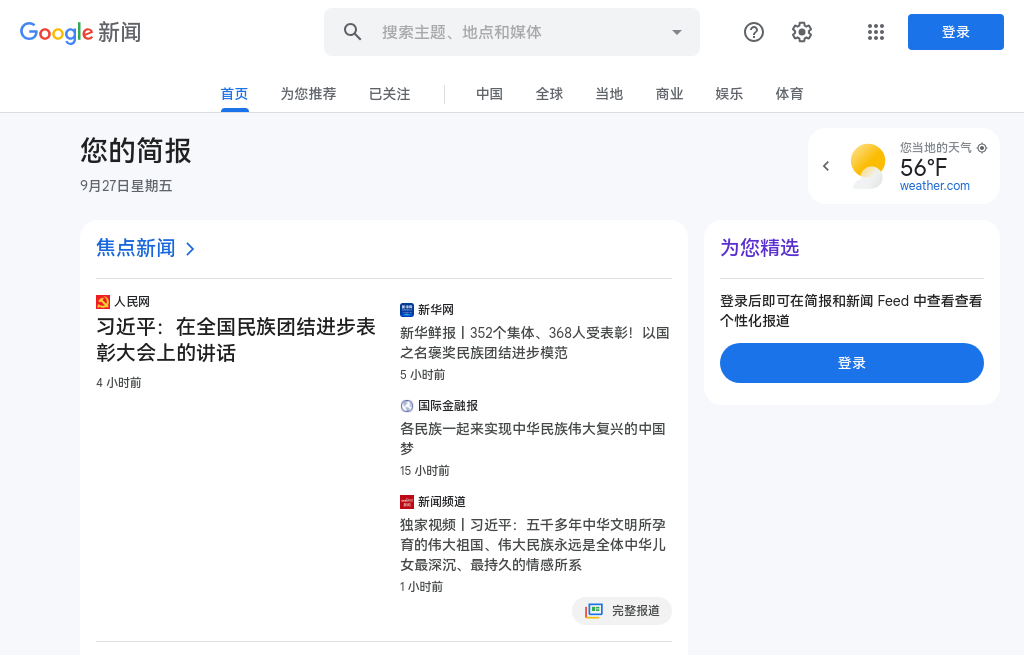 Google 新闻
搜索主题、地点和媒体
登录
首页 为您推荐 已关注 中国 全球 当地 商业 娱乐 体育
您的简报
9月27日星期五
您当地的天气
56°F
weather.com
焦点新闻
人民网
习近平：在全国民族团结进步表
彰大会上的讲话
4 小时前
新华网
新华鲜报丨352个集体、368人受表彰！以国
之名褒奖民族团结进步模范
5 小时前
国际金融报
各民族一起来实现中华民族伟大复兴的中国
梦
15 小时前
新闻频道
独家视频丨习近平：五千多年中华文明所孕
育的伟大祖国、伟大民族永远是全体中华儿
女最深沉、最持久的情感所系
1 小时前
完整报道
为您精选
登录后即可在简报和新闻 Feed 中查看查看
个性化报道
登录